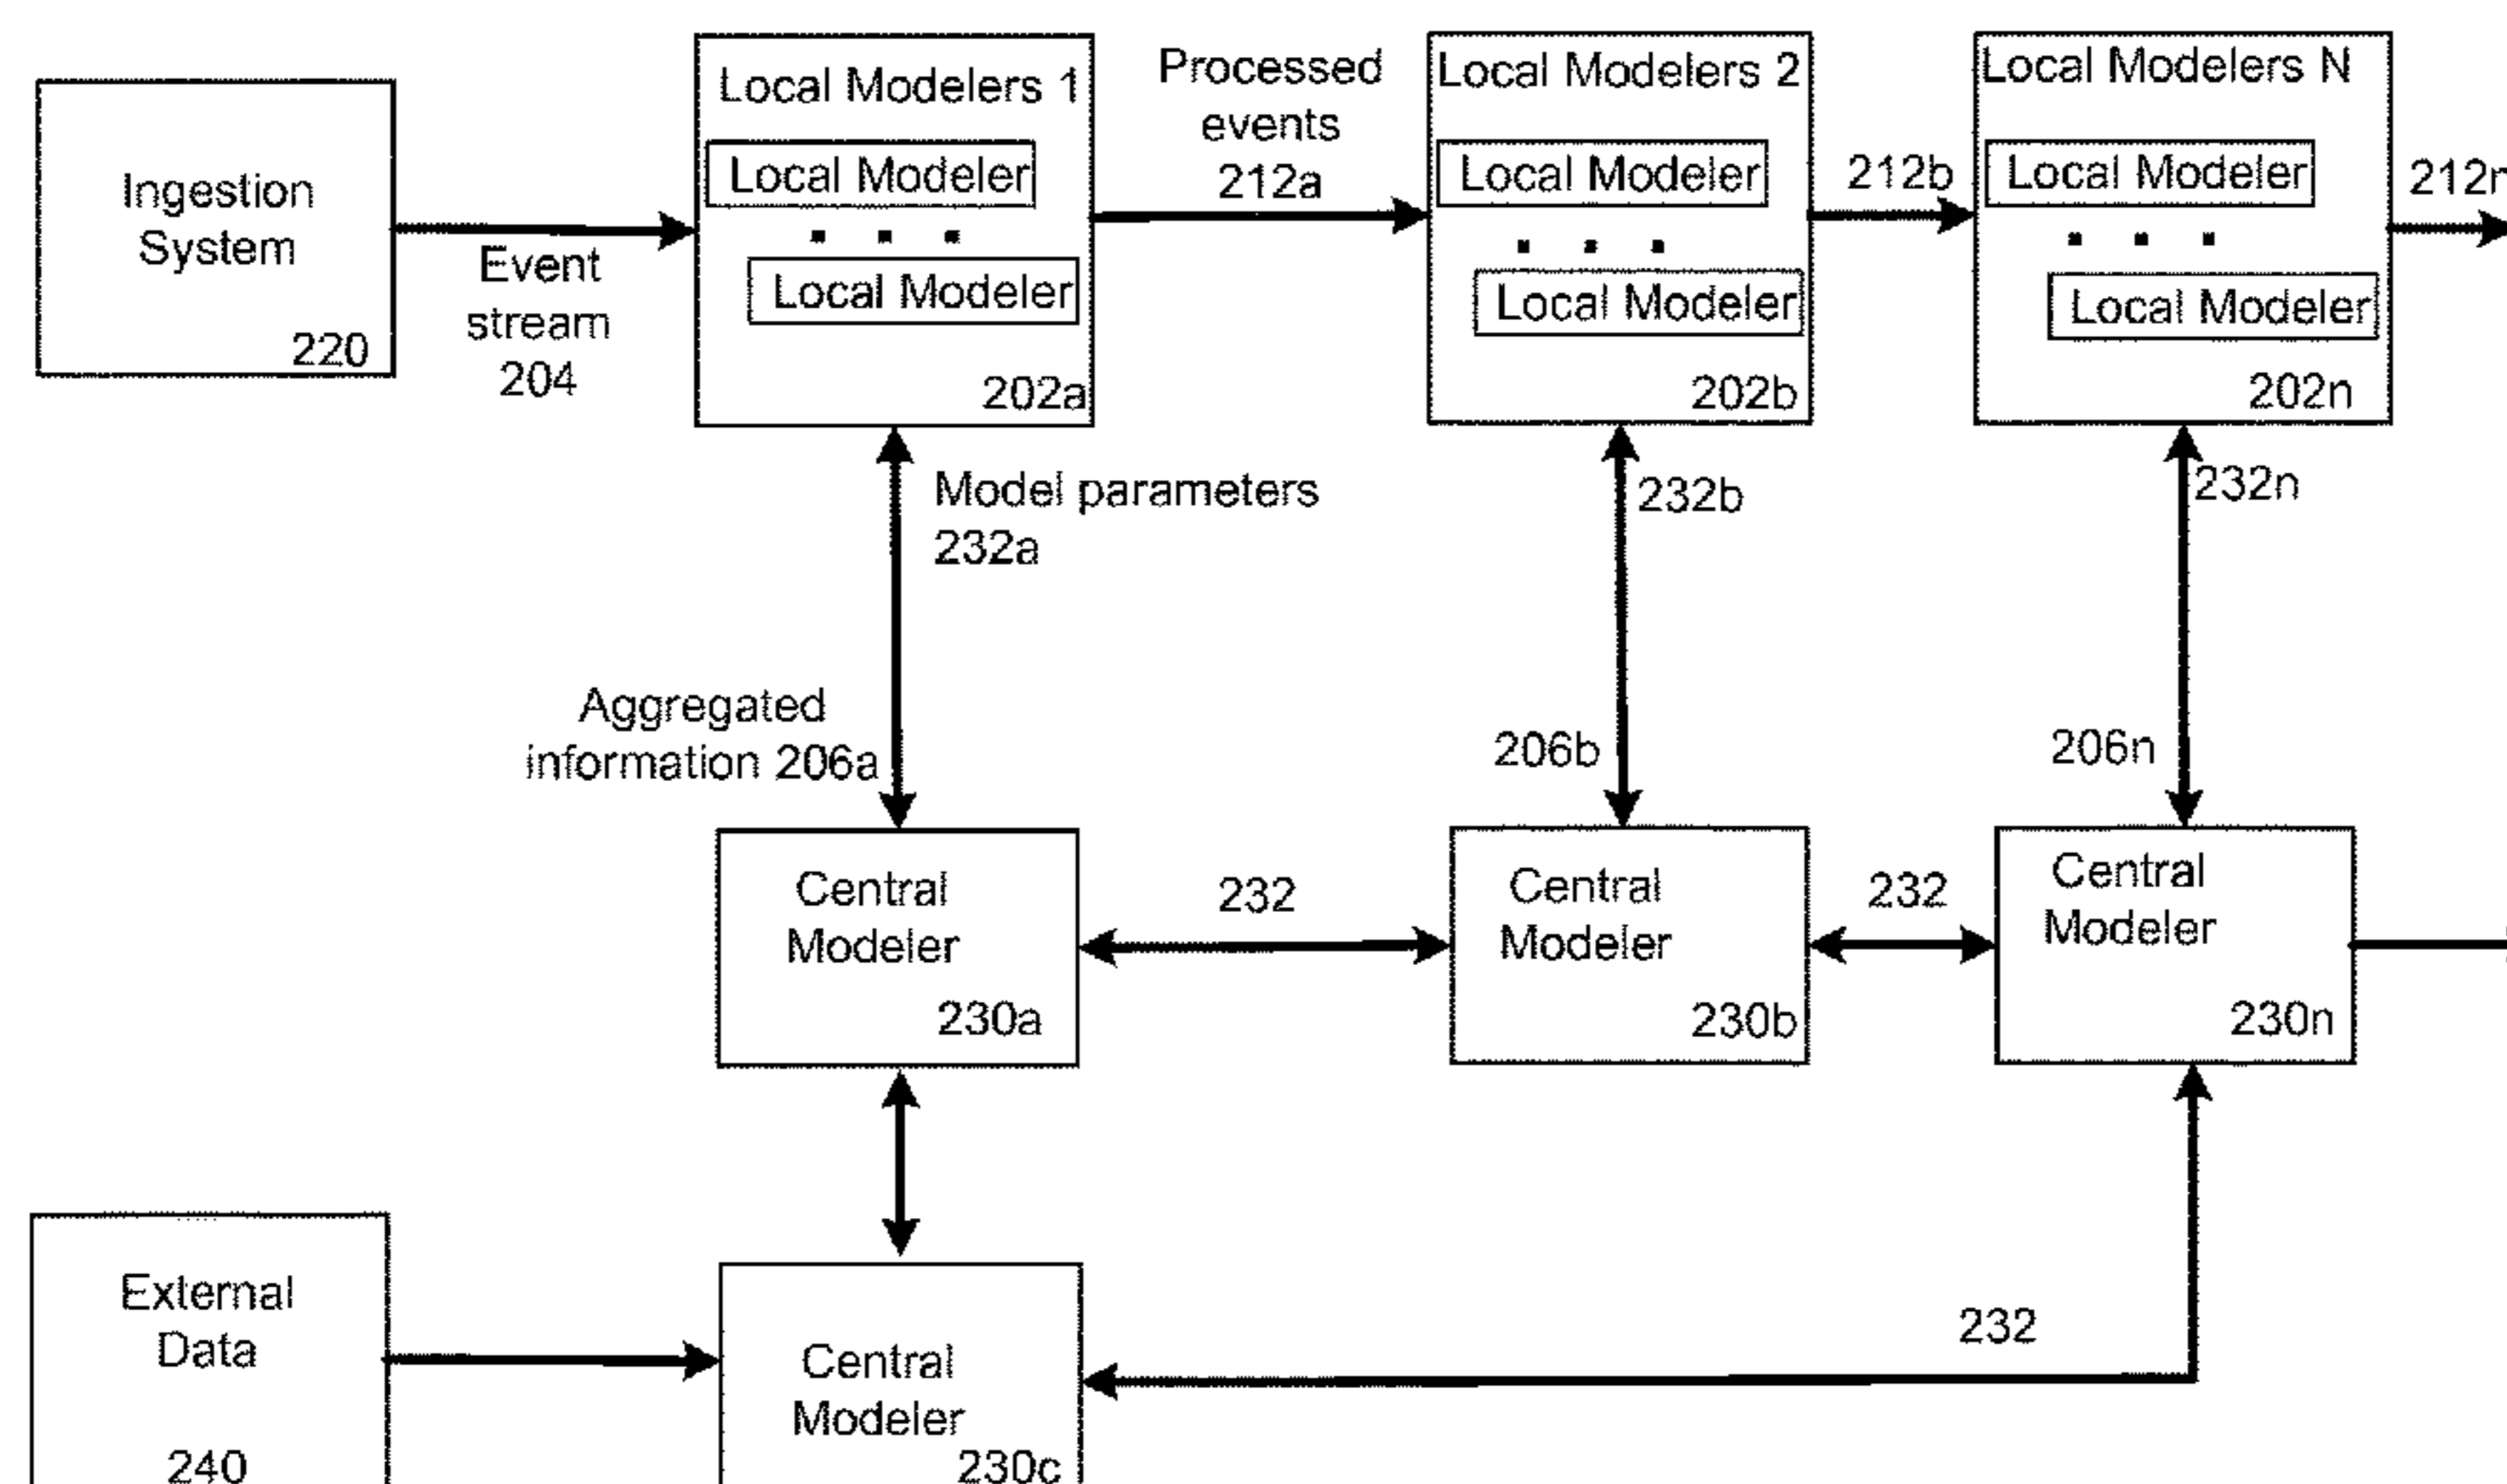 Ingestion
System
220
Event
stream
204
Local Modelers 1
Local Modeler
. . .
Local Modeler
202a
Processed
events
212a
Local Modelers 2
Local Modeler
. . .
Local Modeler
202b
212b
Local Modelers N
Local Modeler
. . .
Local Modeler
202n
212n
Model parameters
232a
Aggregated
information 206a
232b
206b
232n
206n
Central
Modeler
230a
232
Central
Modeler
230b
232
Central
Modeler
230n
External
Data
240
Central
Modeler
230c
232